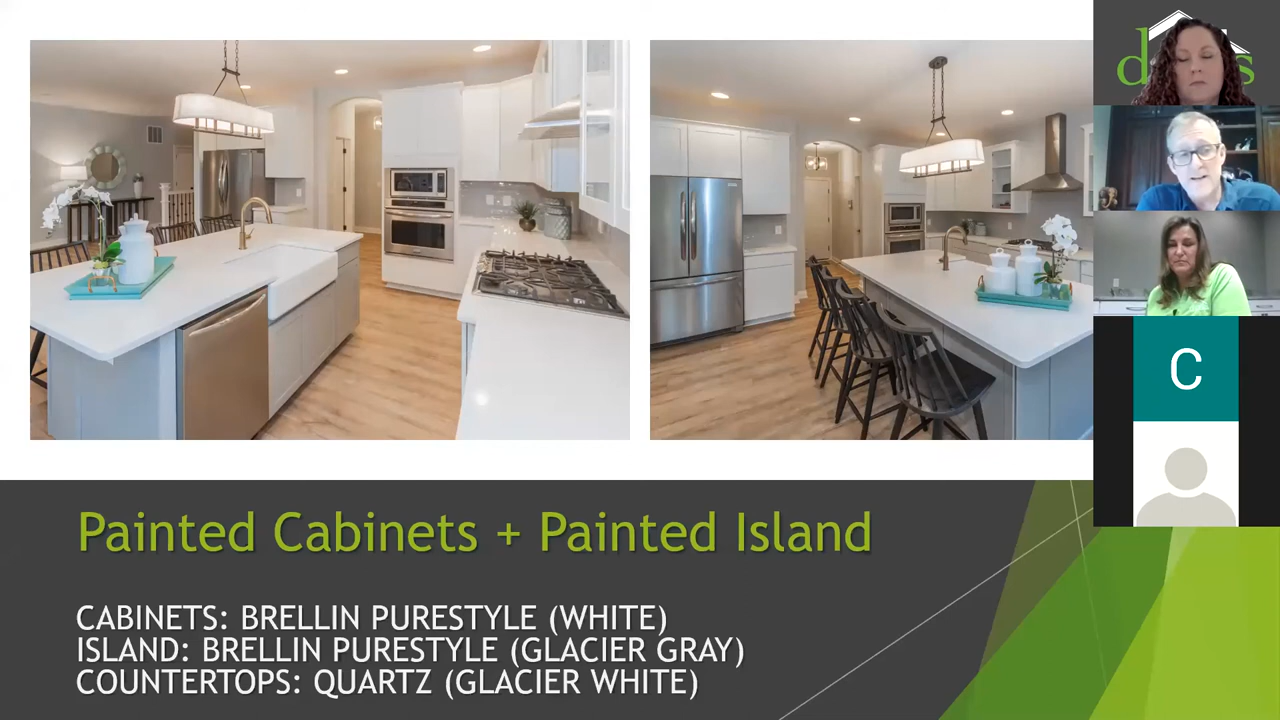 C
Painted Cabinets + Painted Island
CABINETS: BRELLIN PURESTYLE (WHITE)
ISLAND: BRELLIN PURESTYLE (GLACIER GRAY)
COUNTERTOPS: QUARTZ (GLACIER WHITE)